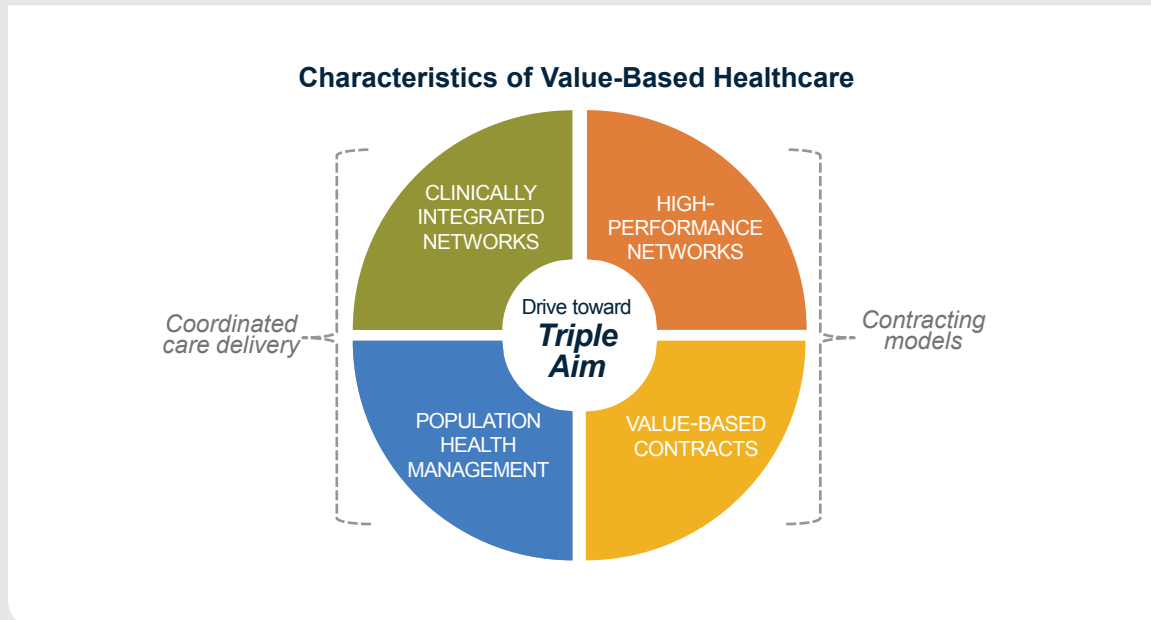 Characteristics of Value-Based Healthcare
CLINICALLY
INTEGRATED
NETWORKS
HIGH-
PERFORMANCE
NETWORKS
Coordinated
care delivery
Drive toward
Triple
Aim
Contracting
models
POPULATION
HEALTH
MANAGEMENT
VALUE-BASED
CONTRACTS